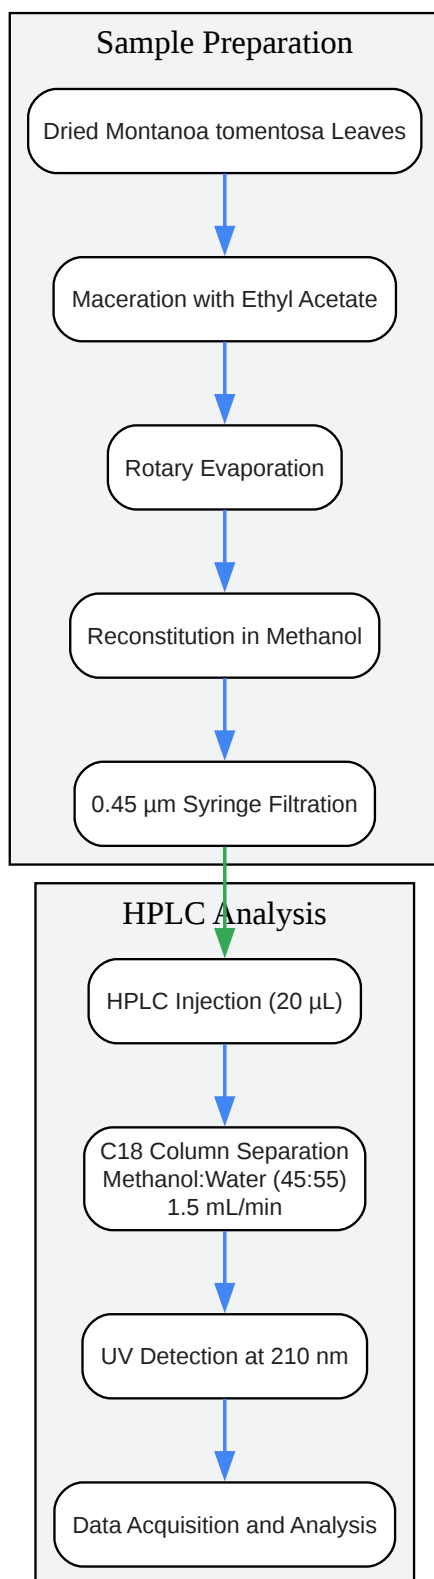 Sample Preparation
Dried Montanoa tomentosa Leaves
Maceration with Ethyl Acetate
Rotary Evaporation
Reconstitution in Methanol
0.45 µm Syringe Filtration
HPLC Analysis
HPLC Injection (20 µL)
C18 Column Separation
Methanol:Water (45:55)
1.5 mL/min
UV Detection at 210 nm
Data Acquisition and Analysis